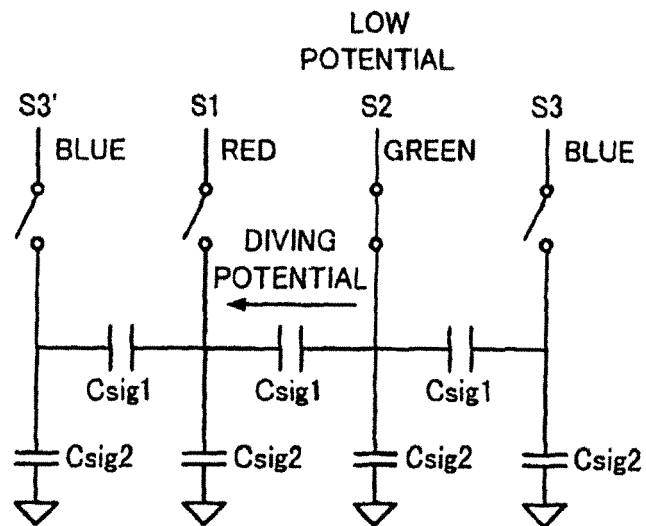 LOW
POTENTIAL
S3' S1 S2 S3
BLUE RED GREEN BLUE
DIVING
POTENTIAL
Csig1 Csig1 Csig1
Csig2 Csig2 Csig2 Csig2